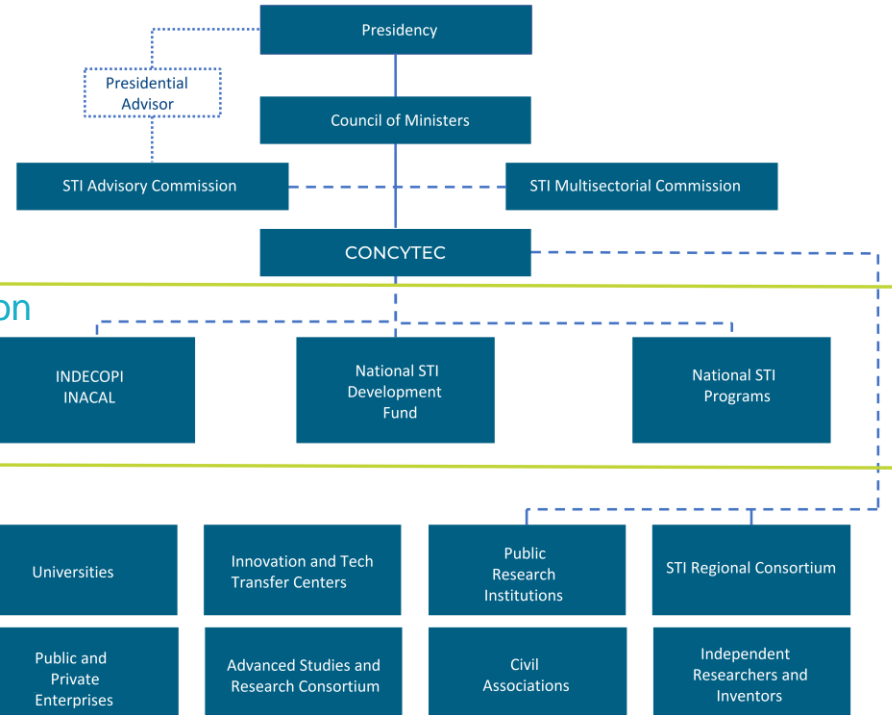 Presidency
Presidential
Advisor
Council of Ministers
STI Advisory Commission
STI Multisectorial Commission
CONCYTEC
on
INDECOPI
INACAL
National STI
Development
Fund
National STI
Programs
Universities
Innovation and Tech
Transfer Centers
Public
Research
Institutions
STI Regional Consortium
Public and
Private
Enterprises
Advanced Studies and
Research Consortium
Civil
Associations
Independent
Researchers and
Inventors